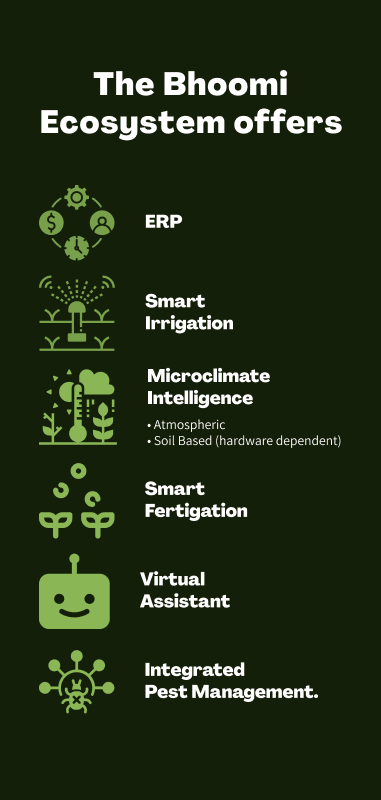 The Bhoomi
Ecosystem offers
ERP
Smart
Irrigation
Microclimate
Intelligence
• Atmospheric
• Soil Based (hardware dependent)
Smart
Fertigation
Virtual
Assistant
Integrated
Pest Management.